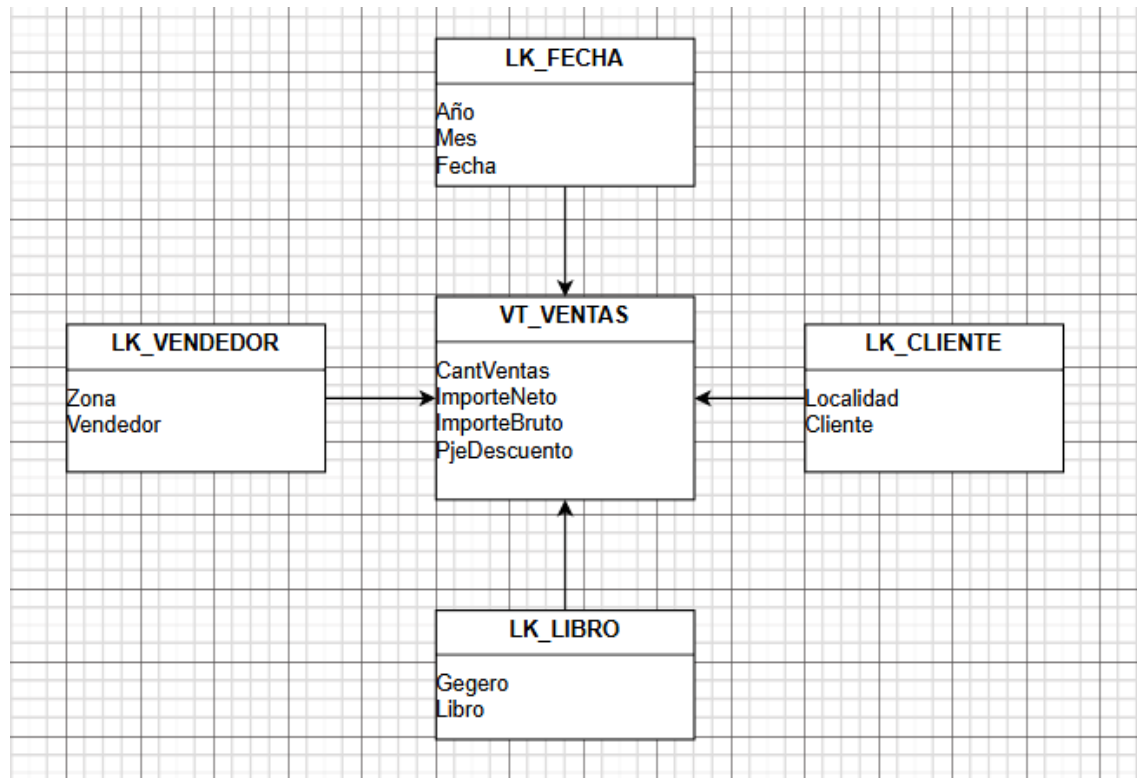 LK_FECHA
Año
Mes
Fecha
VT_VENTAS
CantVentas
ImporteNeto
ImporteBruto
PjeDescuento
LK_VENDEDOR
Zona
Vendedor
LK_CLIENTE
Localidad
Cliente
LK_LIBRO
Gegero
Libro